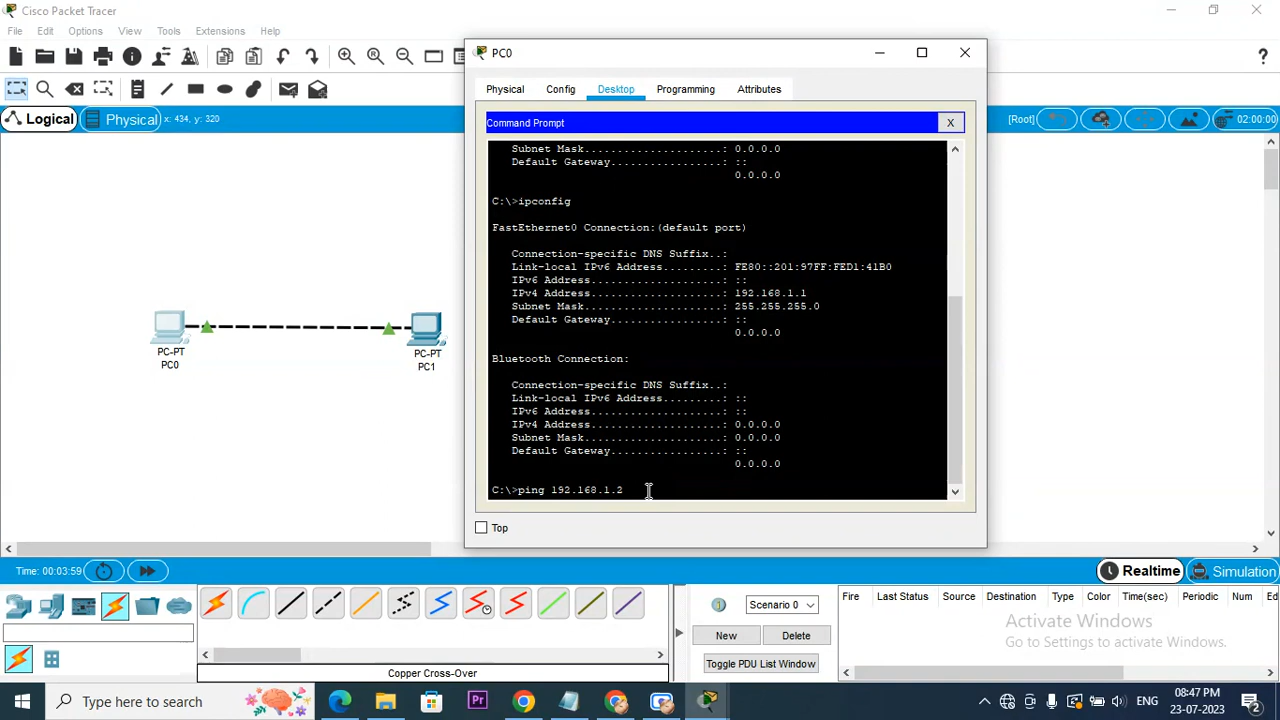 Cisco Packet Tracer
File Edit Options View Tools Extensions Help
Logical Physical x: 434, y: 320 [Root] 02:00:00
PC0
Physical Config Desktop Programming Attributes
Command Prompt X
Subnet Mask.....................: 0.0.0.0
Default Gateway.................: ::
0.0.0.0
C:\>ipconfig
FastEthernet0 Connection:(default port)
Connection-specific DNS Suffix..:
Link-local IPv6 Address.........: FE80::201:97FF:FED1:41B0
IPv6 Address....................: ::
IPv4 Address....................: 192.168.1.1
Subnet Mask.....................: 255.255.255.0
Default Gateway.................: ::
0.0.0.0
Bluetooth Connection:
Connection-specific DNS Suffix..:
Link-local IPv6 Address.........: ::
IPv6 Address....................: ::
IPv4 Address....................: 0.0.0.0
Subnet Mask.....................: 0.0.0.0
Default Gateway.................: ::
0.0.0.0
C:\>ping 192.168.1.2
Top
PC-PT
PC0
PC-PT
PC1
Time: 00:03:59 Realtime Simulation
Scenario 0
New Delete
Toggle PDU List Window
Fire Last Status Source Destination Type Color Time(sec) Periodic Num Ed
Copper Cross-Over
Activate Windows
Go to Settings to activate Windows.
Type here to search
Pr
ENG
08:47 PM
23-07-2023
2